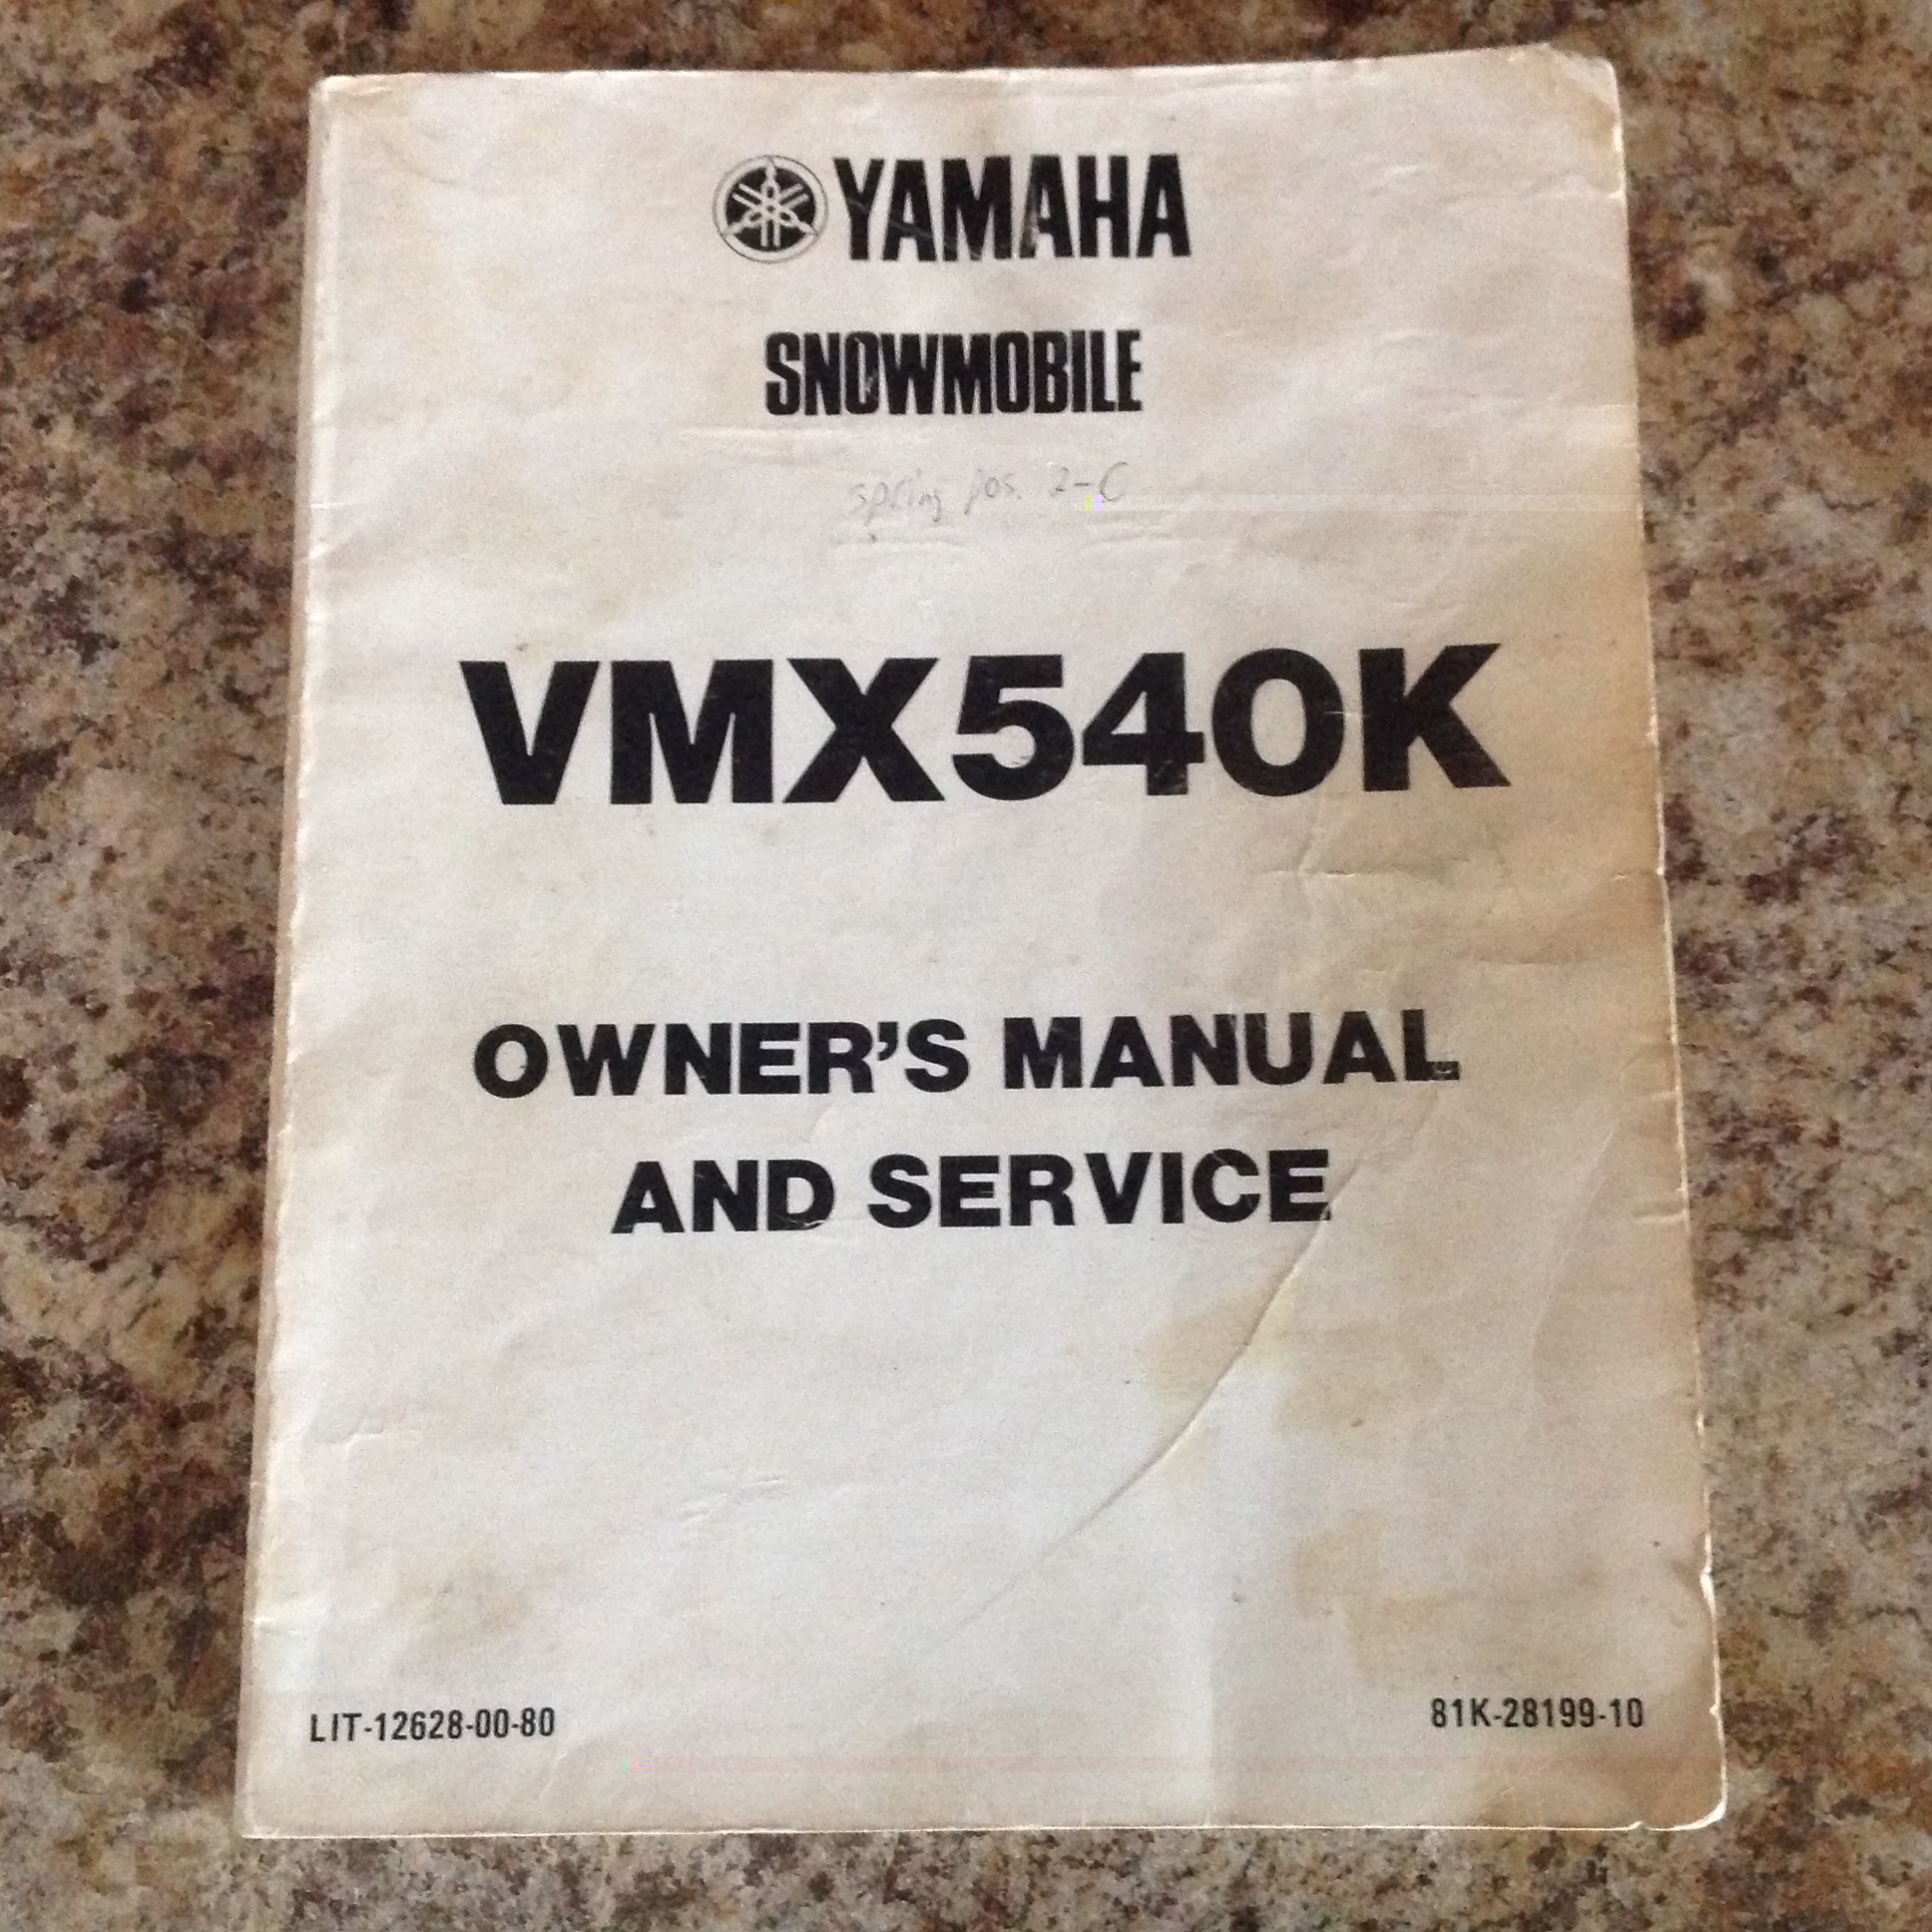 YAMAHA
SNOWMOBILE
spring pos. 2-C
VMX540K
OWNER'S MANUAL
AND SERVICE
LIT-12628-00-80
81K-28199-10